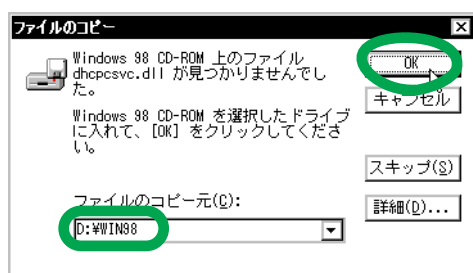 ファイルのコピー
Windows 98 CD-ROM 上のファイル
dhcpcsvc.dll が見つかりませんでし
た。
OK
キャンセル
Windows 98 CD-ROM を選択したドライブ
に入れて、[OK] をクリックしてくださ
い。
スキップ(S)
ファイルのコピー元(C):
詳細(D)...
D:¥WIN98